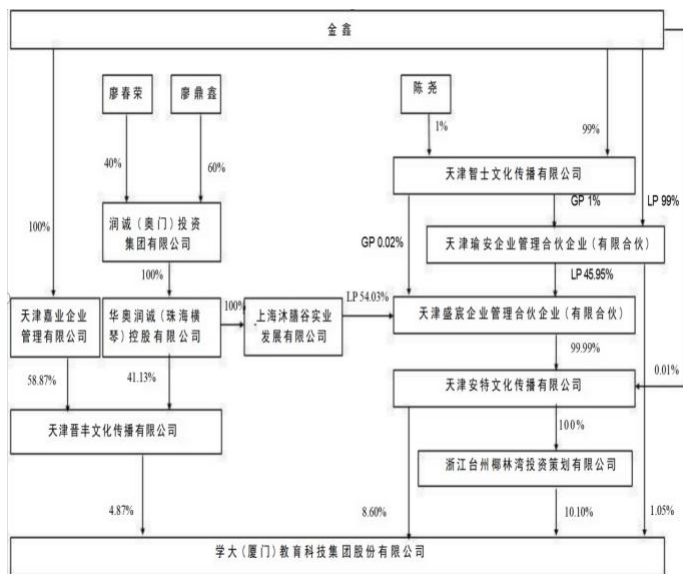 金鑫
廖春荣
廖鼎鑫
陈尧
1%
99%
40%
60%
天津智士文化传播有限公司
GP 1%
LP 99%
100%
润诚（奥门）投资
集团有限公司
GP 0.02%
天津瑜安企业管理合伙企业（有限合伙）
100%
LP 45.95%
天津嘉业企业
管理有限公司
华奥润诚（珠海横
琴）控股有限公司
100%
上海沐膳谷实业
发展有限公司
LP 54.03%
天津盛宸企业管理合伙企业（有限合伙）
99.99%
58.87%
41.13%
天津安特文化传播有限公司
0.01%
天津晋丰文化传播有限公司
100%
浙江台州椰林湾投资策划有限公司
4.87%
8.60%
10.10%
1.05%
学大（厦门）教育科技集团股份有限公司